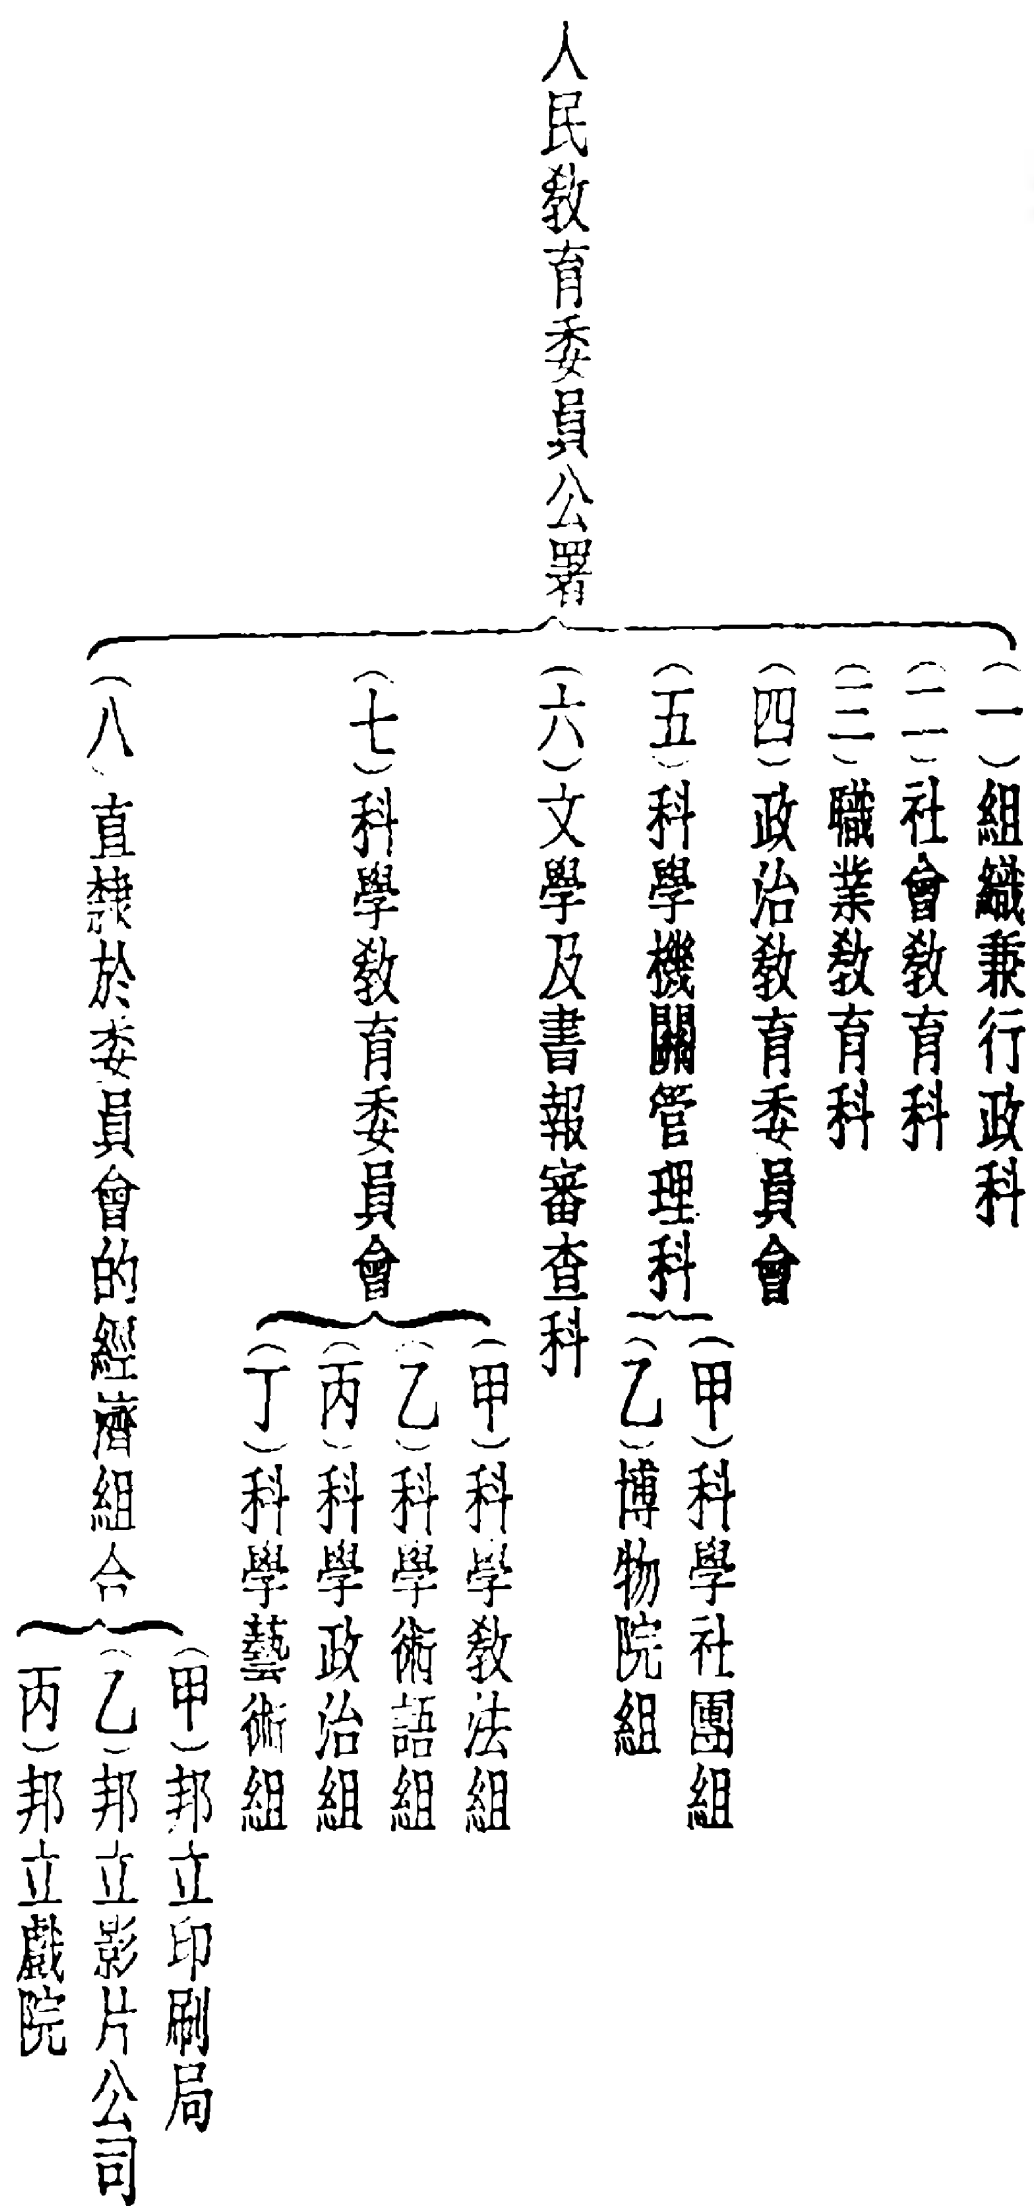 人民教育委員公署
(一)組織兼行政科
(二)社會教育科
(三)職業教育科
(四)政治教育委員會
(五)科學機關管理科
(甲)科學社團組
(乙)博物院組
(六)文學及書報審查科
(七)科學教育委員會
(甲)科學教法組
(乙)科學術語組
(丙)科學政治組
(丁)科學藝術組
(八)直隸於委員會的經濟組合
(甲)邦立印刷局
(乙)邦立影片公司
(丙)邦立戲院